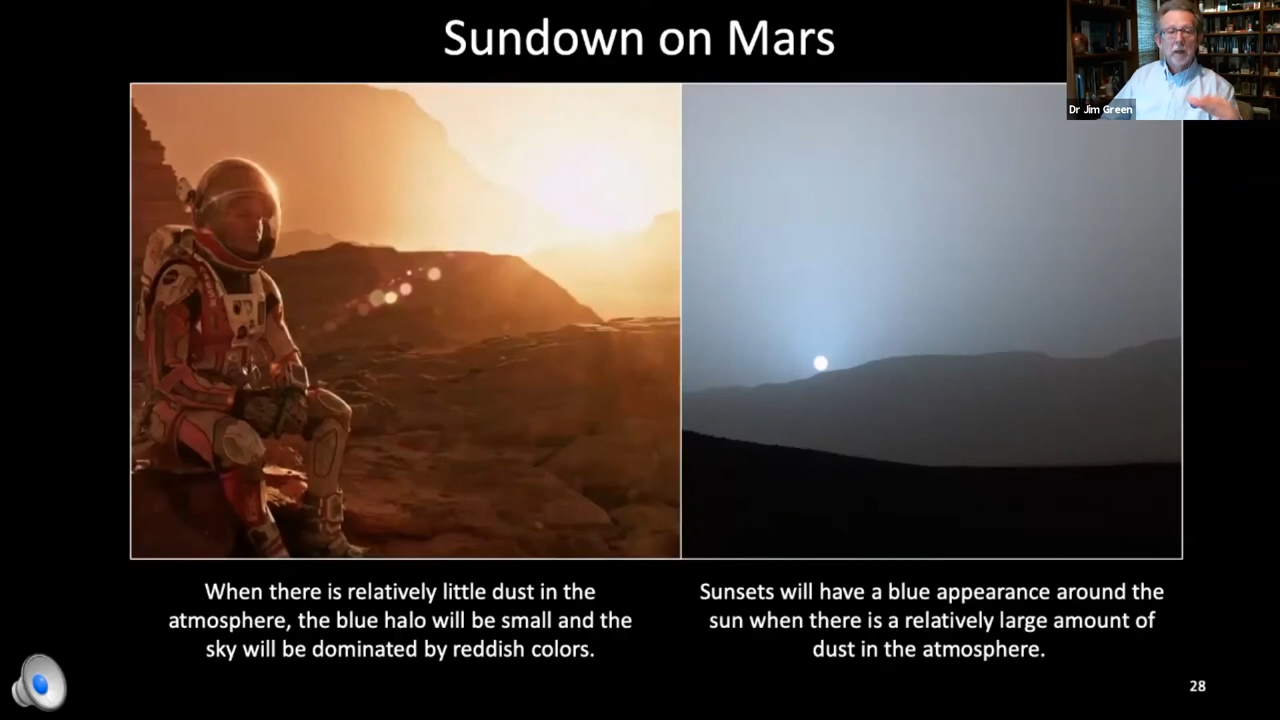 Sundown on Mars
Dr Jim Green
When there is relatively little dust in the
atmosphere, the blue halo will be small and the
sky will be dominated by reddish colors.
Sunsets will have a blue appearance around the
sun when there is a relatively large amount of
dust in the atmosphere.
28